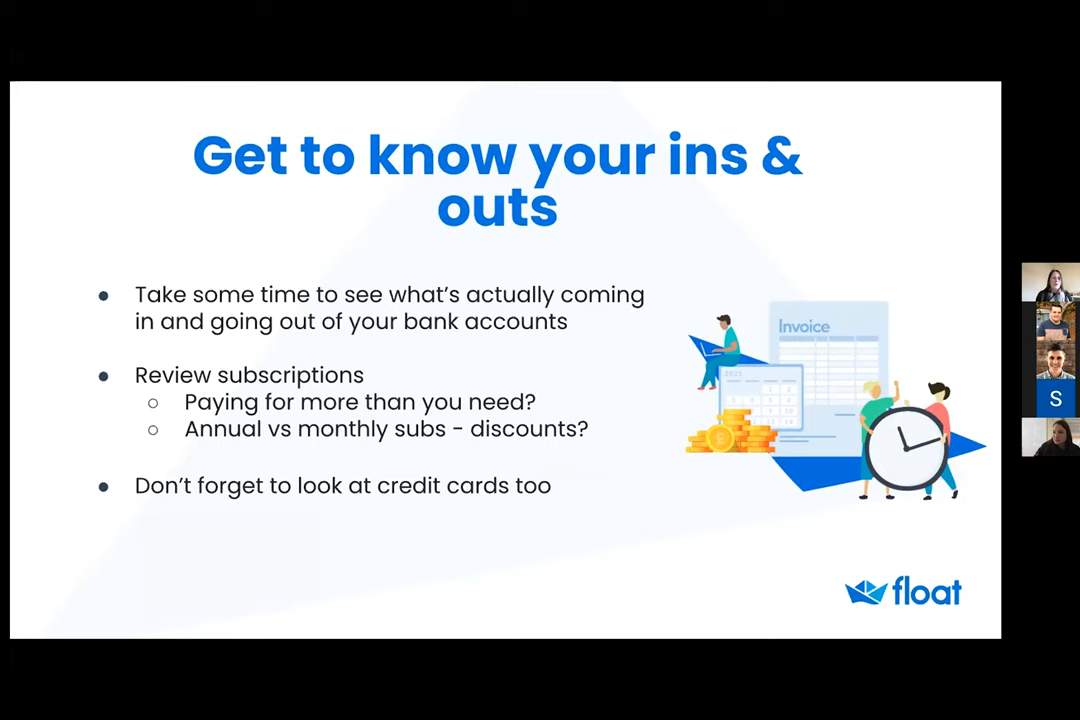 Get to know your ins &
outs
● Take some time to see what's actually coming
in and going out of your bank accounts
● Review subscriptions
○ Paying for more than you need?
○ Annual vs monthly subs - discounts?
● Don't forget to look at credit cards too
Invoice
float
S